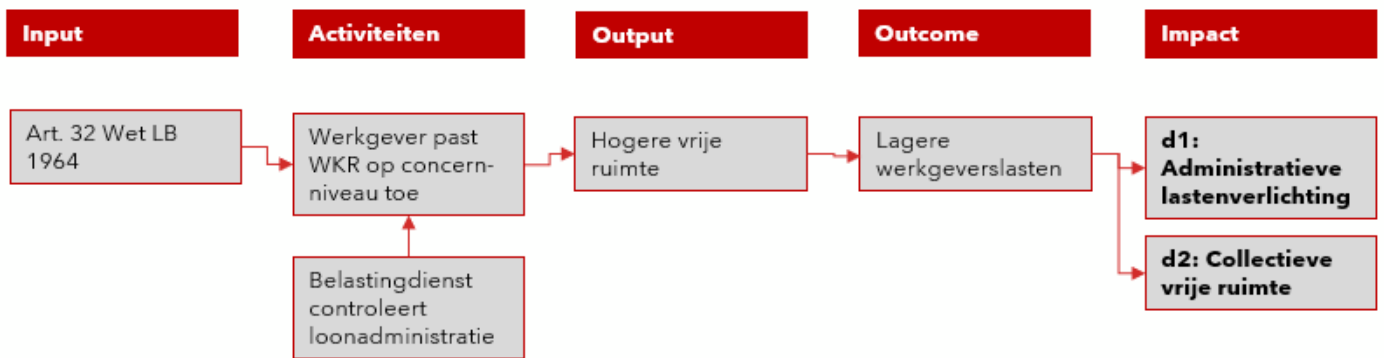 Input
Activiteiten
Output
Outcome
Impact
Art. 32 Wet LB
1964
Werkgever past
WKR op concern-
niveau toe
Hogere vrije
ruimte
Lagere
werkgeverslasten
d1:
Administratieve
lastenverlichting
Belastingdienst
controleert
loonadministratie
d2: Collectieve
vrije ruimte